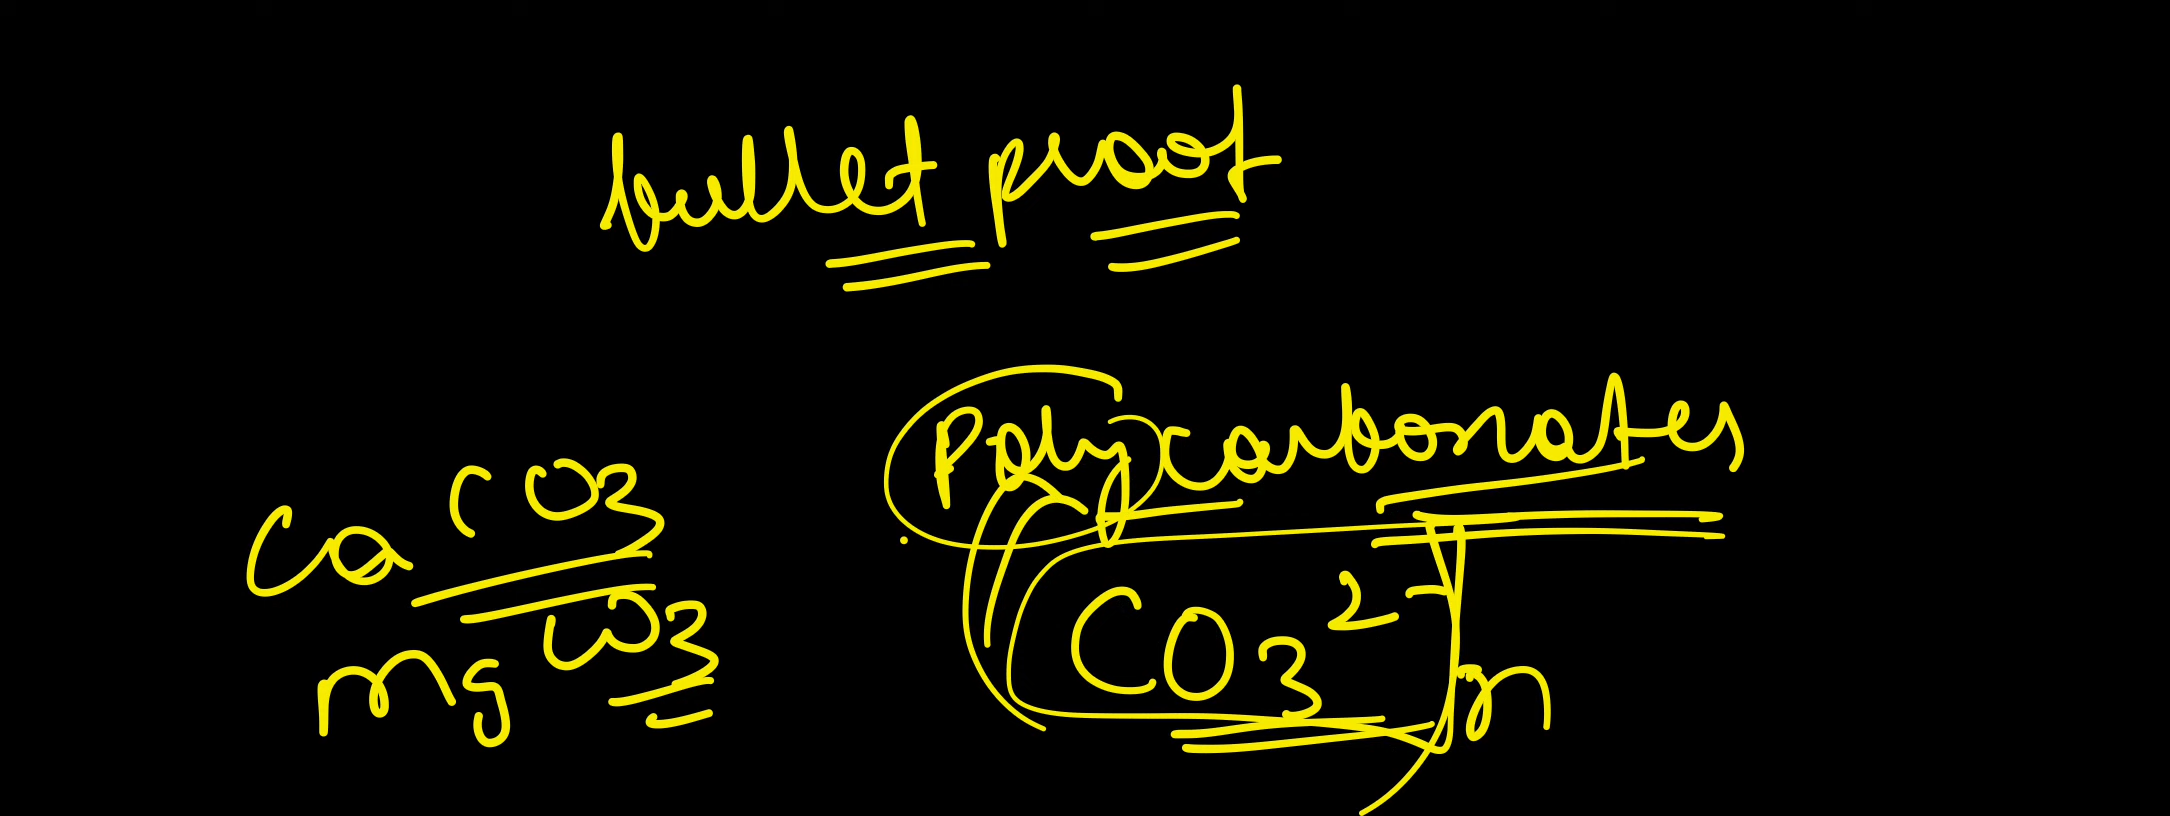 bullet proof
Polycarbonates
CaCO3
MgCO3
(CO3 2-)n